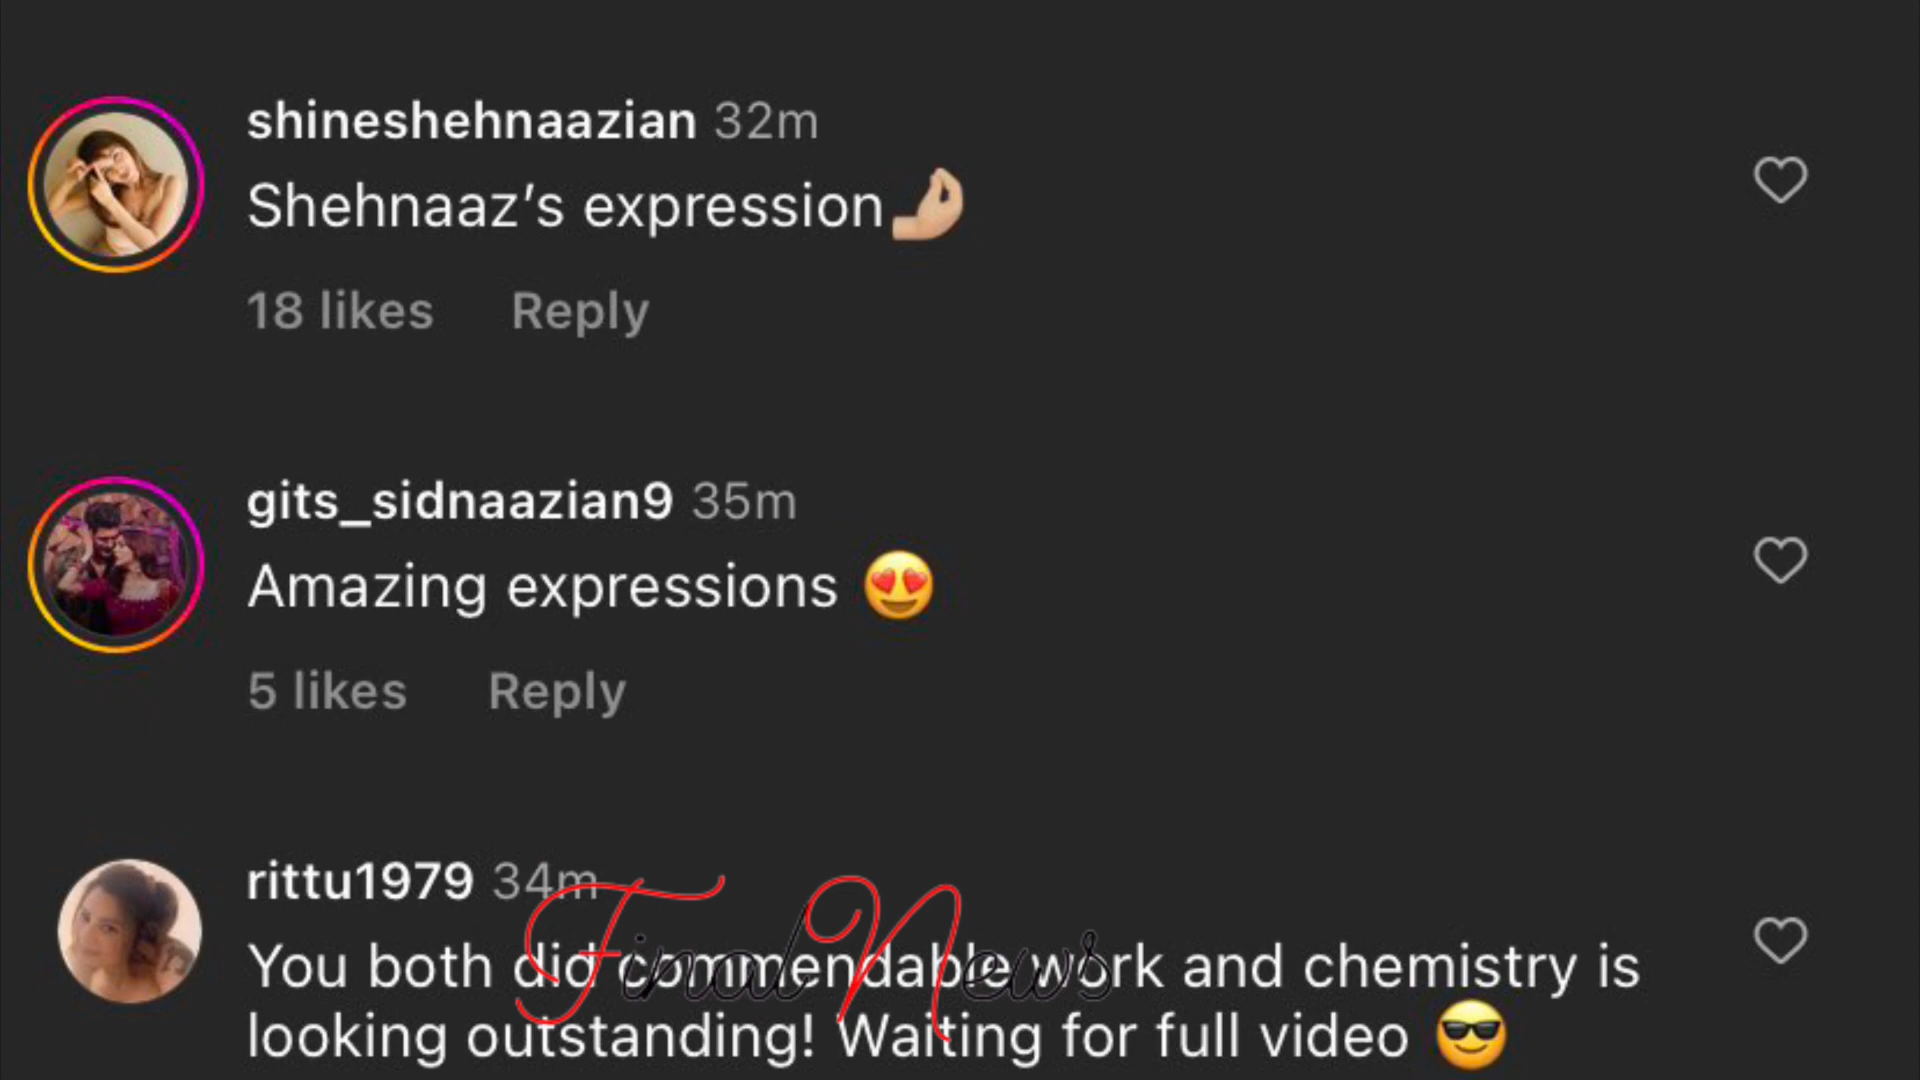 shineshehnaazian 32m
Shehnaaz’s expression🤌🏼
18 likes Reply
gits_sidnaazian9 35m
Amazing expressions 😍
5 likes Reply
rittu1979 34m
You both did commendable work and chemistry is
looking outstanding! Waiting for full video 😎
Final News